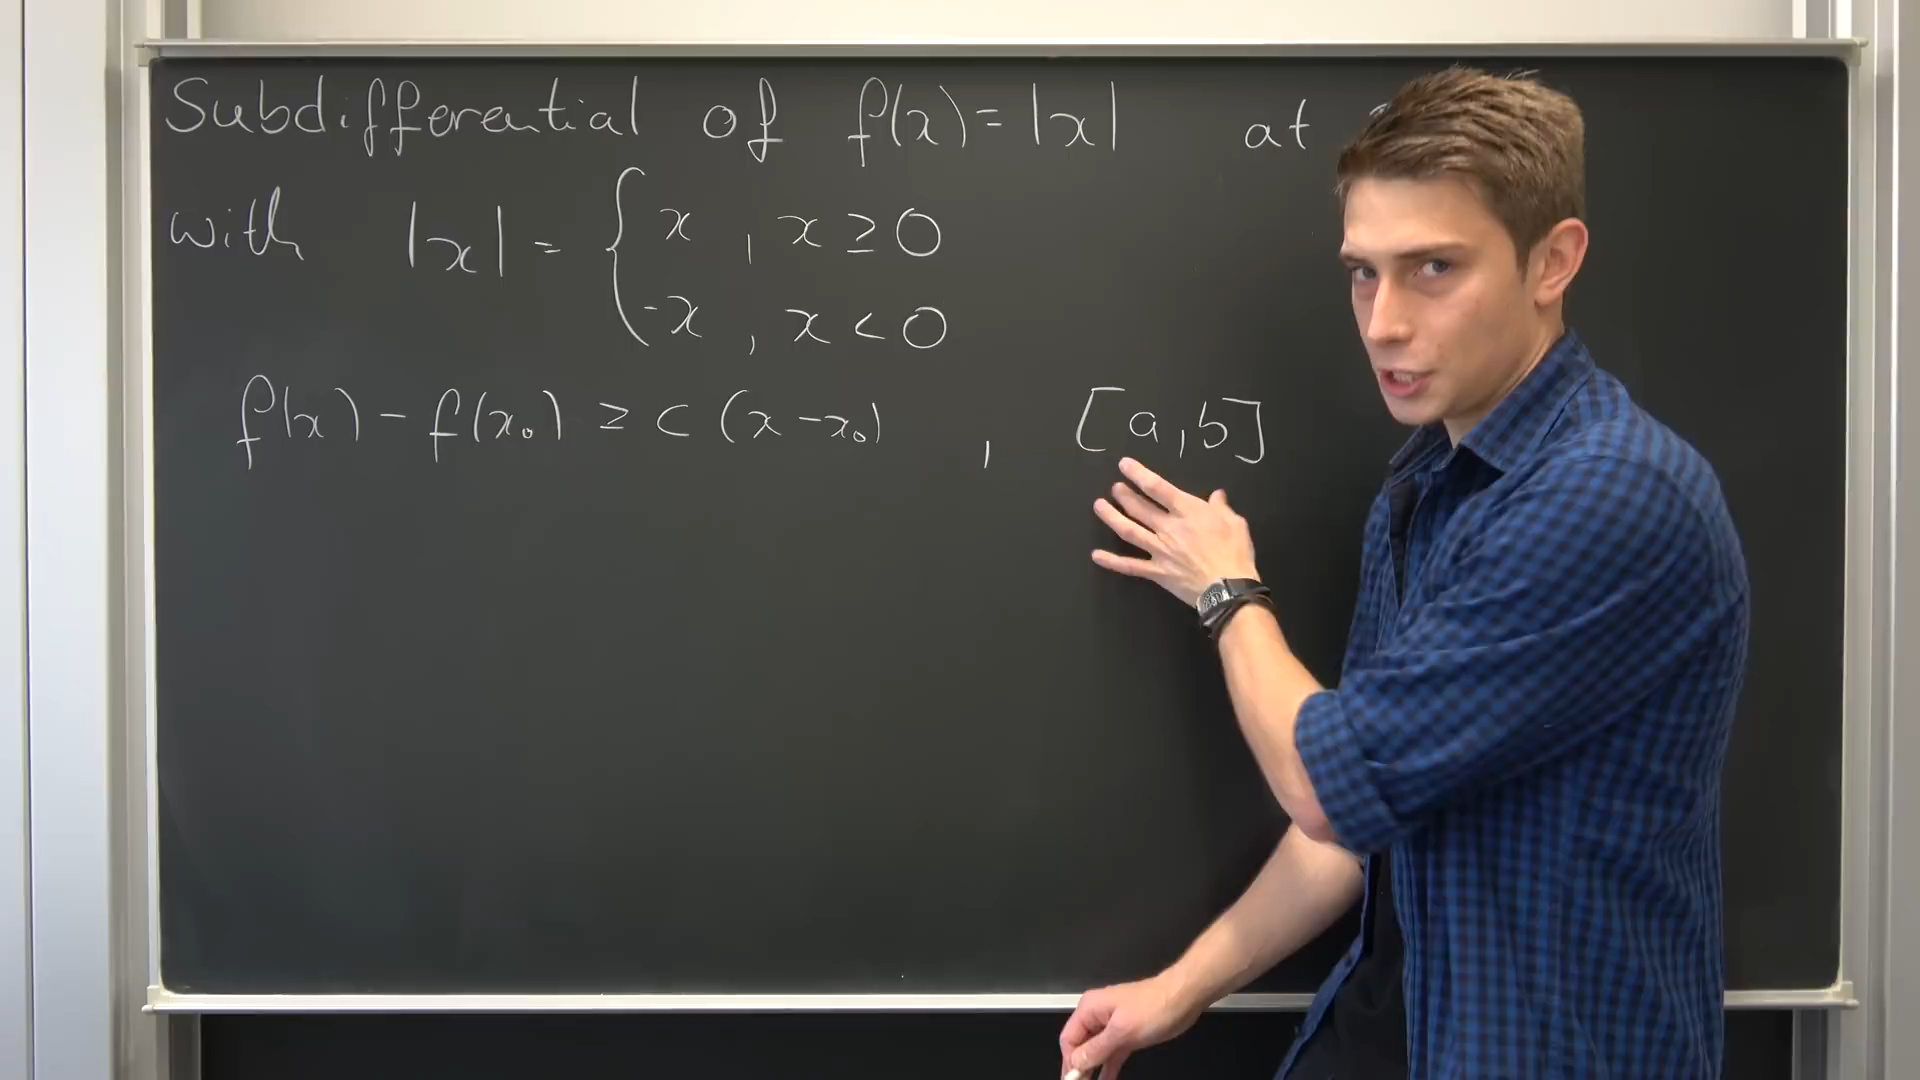 Subdifferential of f(x)=|x| at
with |x| = { x , x ≥ 0
-x , x < 0
f(x) - f(x₀) ≥ c (x-x₀) , [a,b]